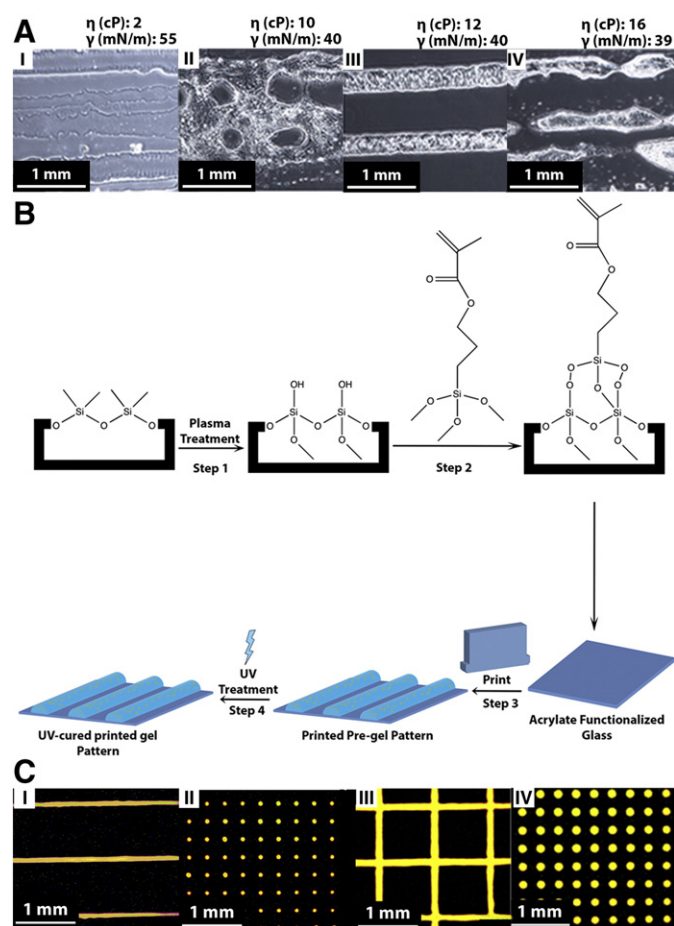 A
η (cP): 2
γ (mN/m): 55
η (cP): 10
γ (mN/m): 40
η (cP): 12
γ (mN/m): 40
η (cP): 16
γ (mN/m): 39
I
II
III
IV
1 mm
1 mm
1 mm
1 mm
B
O
O
O
O
O
Si
O
O
O
Si
Si
O
O
O
Plasma
Treatment
Step 1
OH
OH
Si
Si
O
O
O
O
O
Step 2
Si
O
O
O
O
O
Si
Si
O
O
O
O
O
UV
Treatment
Step 4
Print
Step 3
UV-cured printed gel
Pattern
Printed Pre-gel Pattern
Acrylate Functionalized
Glass
C
I
II
III
IV
1 mm
1 mm
1 mm
1 mm